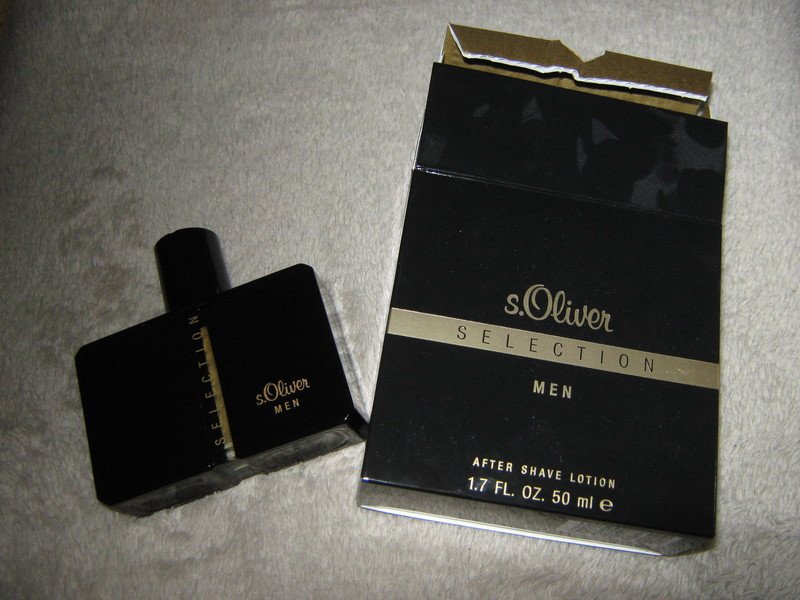 SELECTION
s.Oliver
MEN
s.Oliver
SELECTION
MEN
AFTER SHAVE LOTION
1.7 FL. OZ. 50 ml ℮